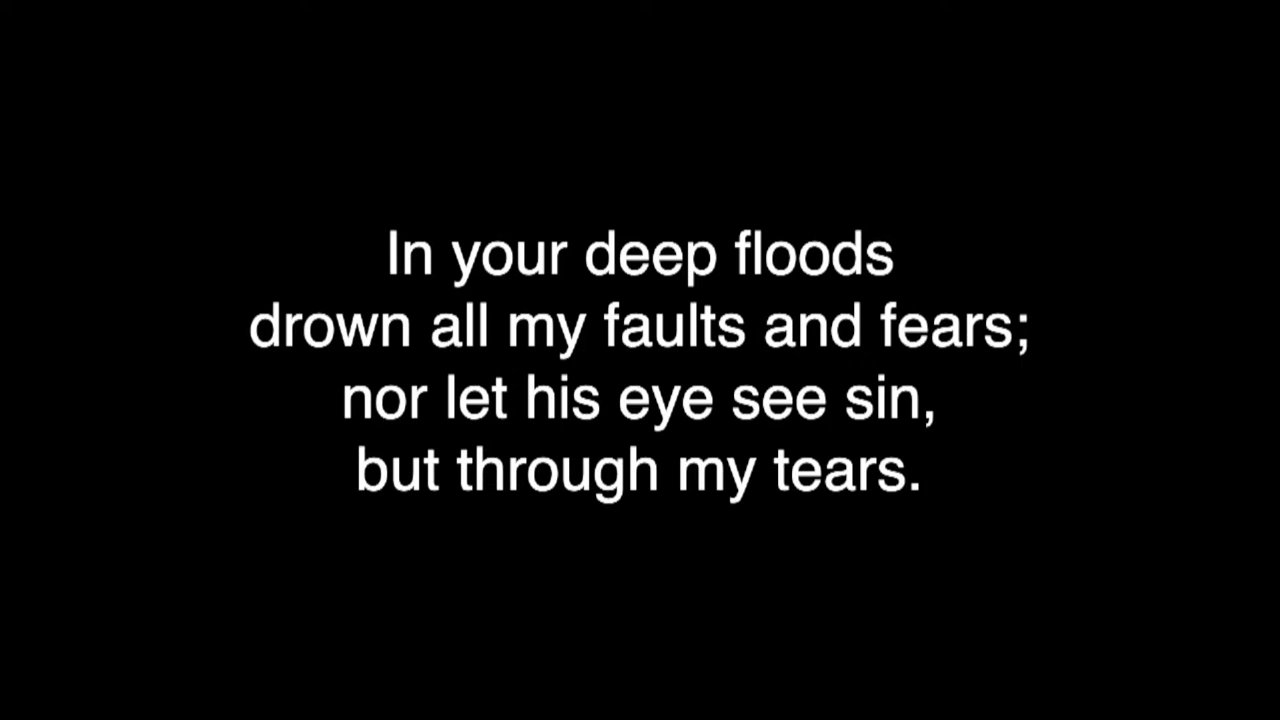 In your deep floods
drown all my faults and fears;
nor let his eye see sin,
but through my tears.